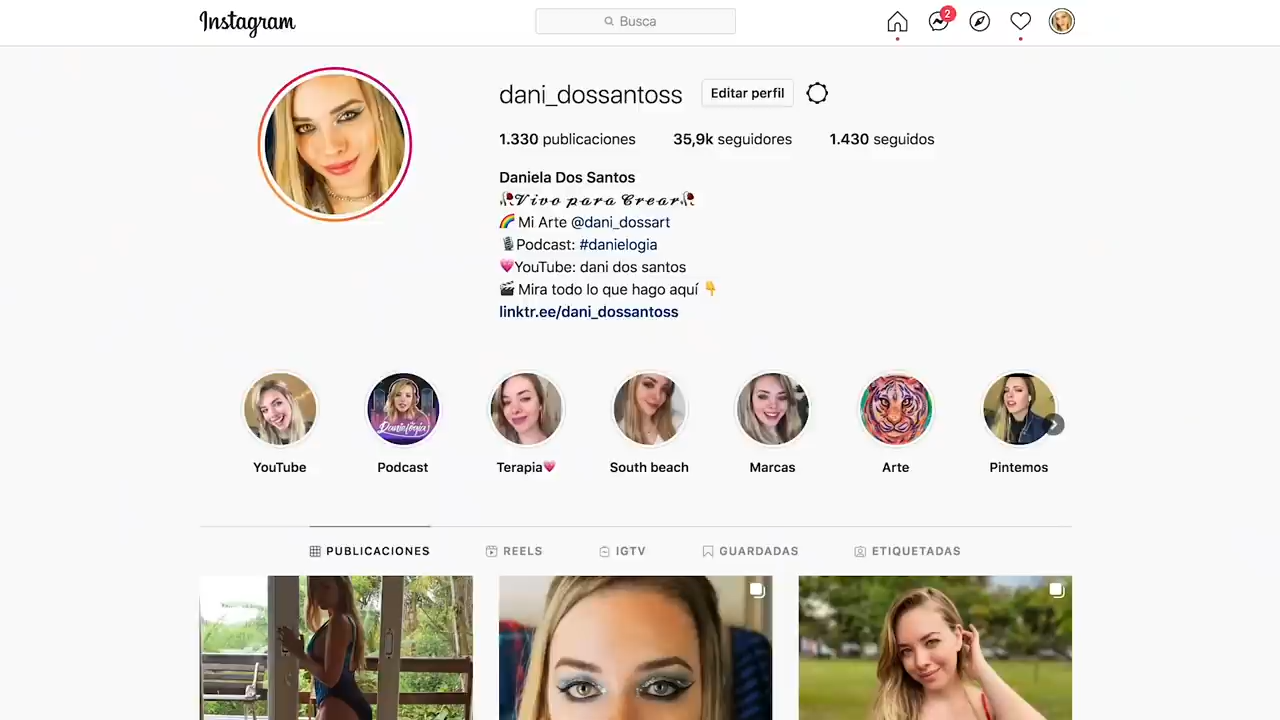 Instagram
Busca
2
dani_dossantoss
Editar perfil
1.330 publicaciones 35,9k seguidores 1.430 seguidos
Daniela Dos Santos
🥀𝓥𝓲𝓿𝓸 𝓹𝓪𝓻𝓪 𝓒𝓻𝓮𝓪𝓻🥀
🌈 Mi Arte @dani_dossart
🎙️Podcast: #danielogia
💗YouTube: dani dos santos
🎬 Mira todo lo que hago aquí 👇
linktr.ee/dani_dossantoss
Danielogia
YouTube Podcast Terapia💗 South beach Marcas Arte Pintemos
PUBLICACIONES REELS IGTV GUARDADAS ETIQUETADAS